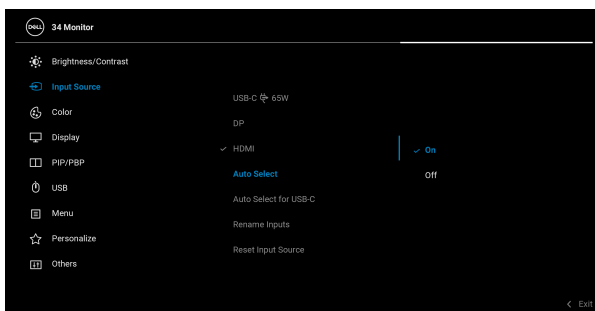 DELL
34 Monitor
Brightness/Contrast
Input Source
Color
Display
PIP/PBP
USB
Menu
Personalize
Others
USB-C 65W
DP
HDMI
Auto Select
Auto Select for USB-C
Rename Inputs
Reset Input Source
On
Off
Exit